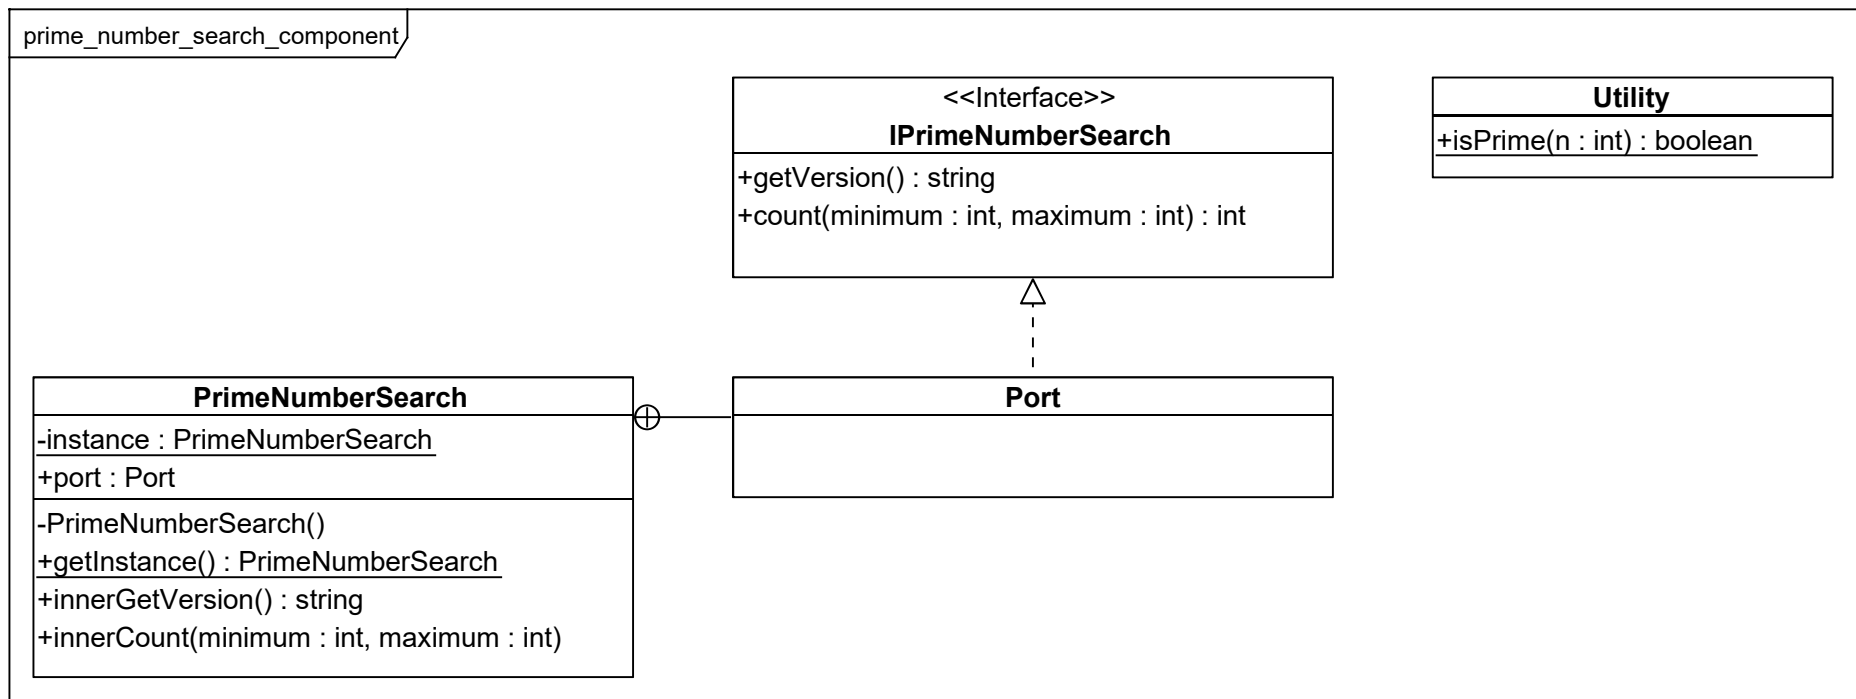 prime_number_search_component
<<Interface>>
IPrimeNumberSearch
+getVersion() : string
+count(minimum : int, maximum : int) : int
Utility
+isPrime(n : int) : boolean
PrimeNumberSearch
-instance : PrimeNumberSearch
+port : Port
-PrimeNumberSearch()
+getInstance() : PrimeNumberSearch
+innerGetVersion() : string
+innerCount(minimum : int, maximum : int)
Port